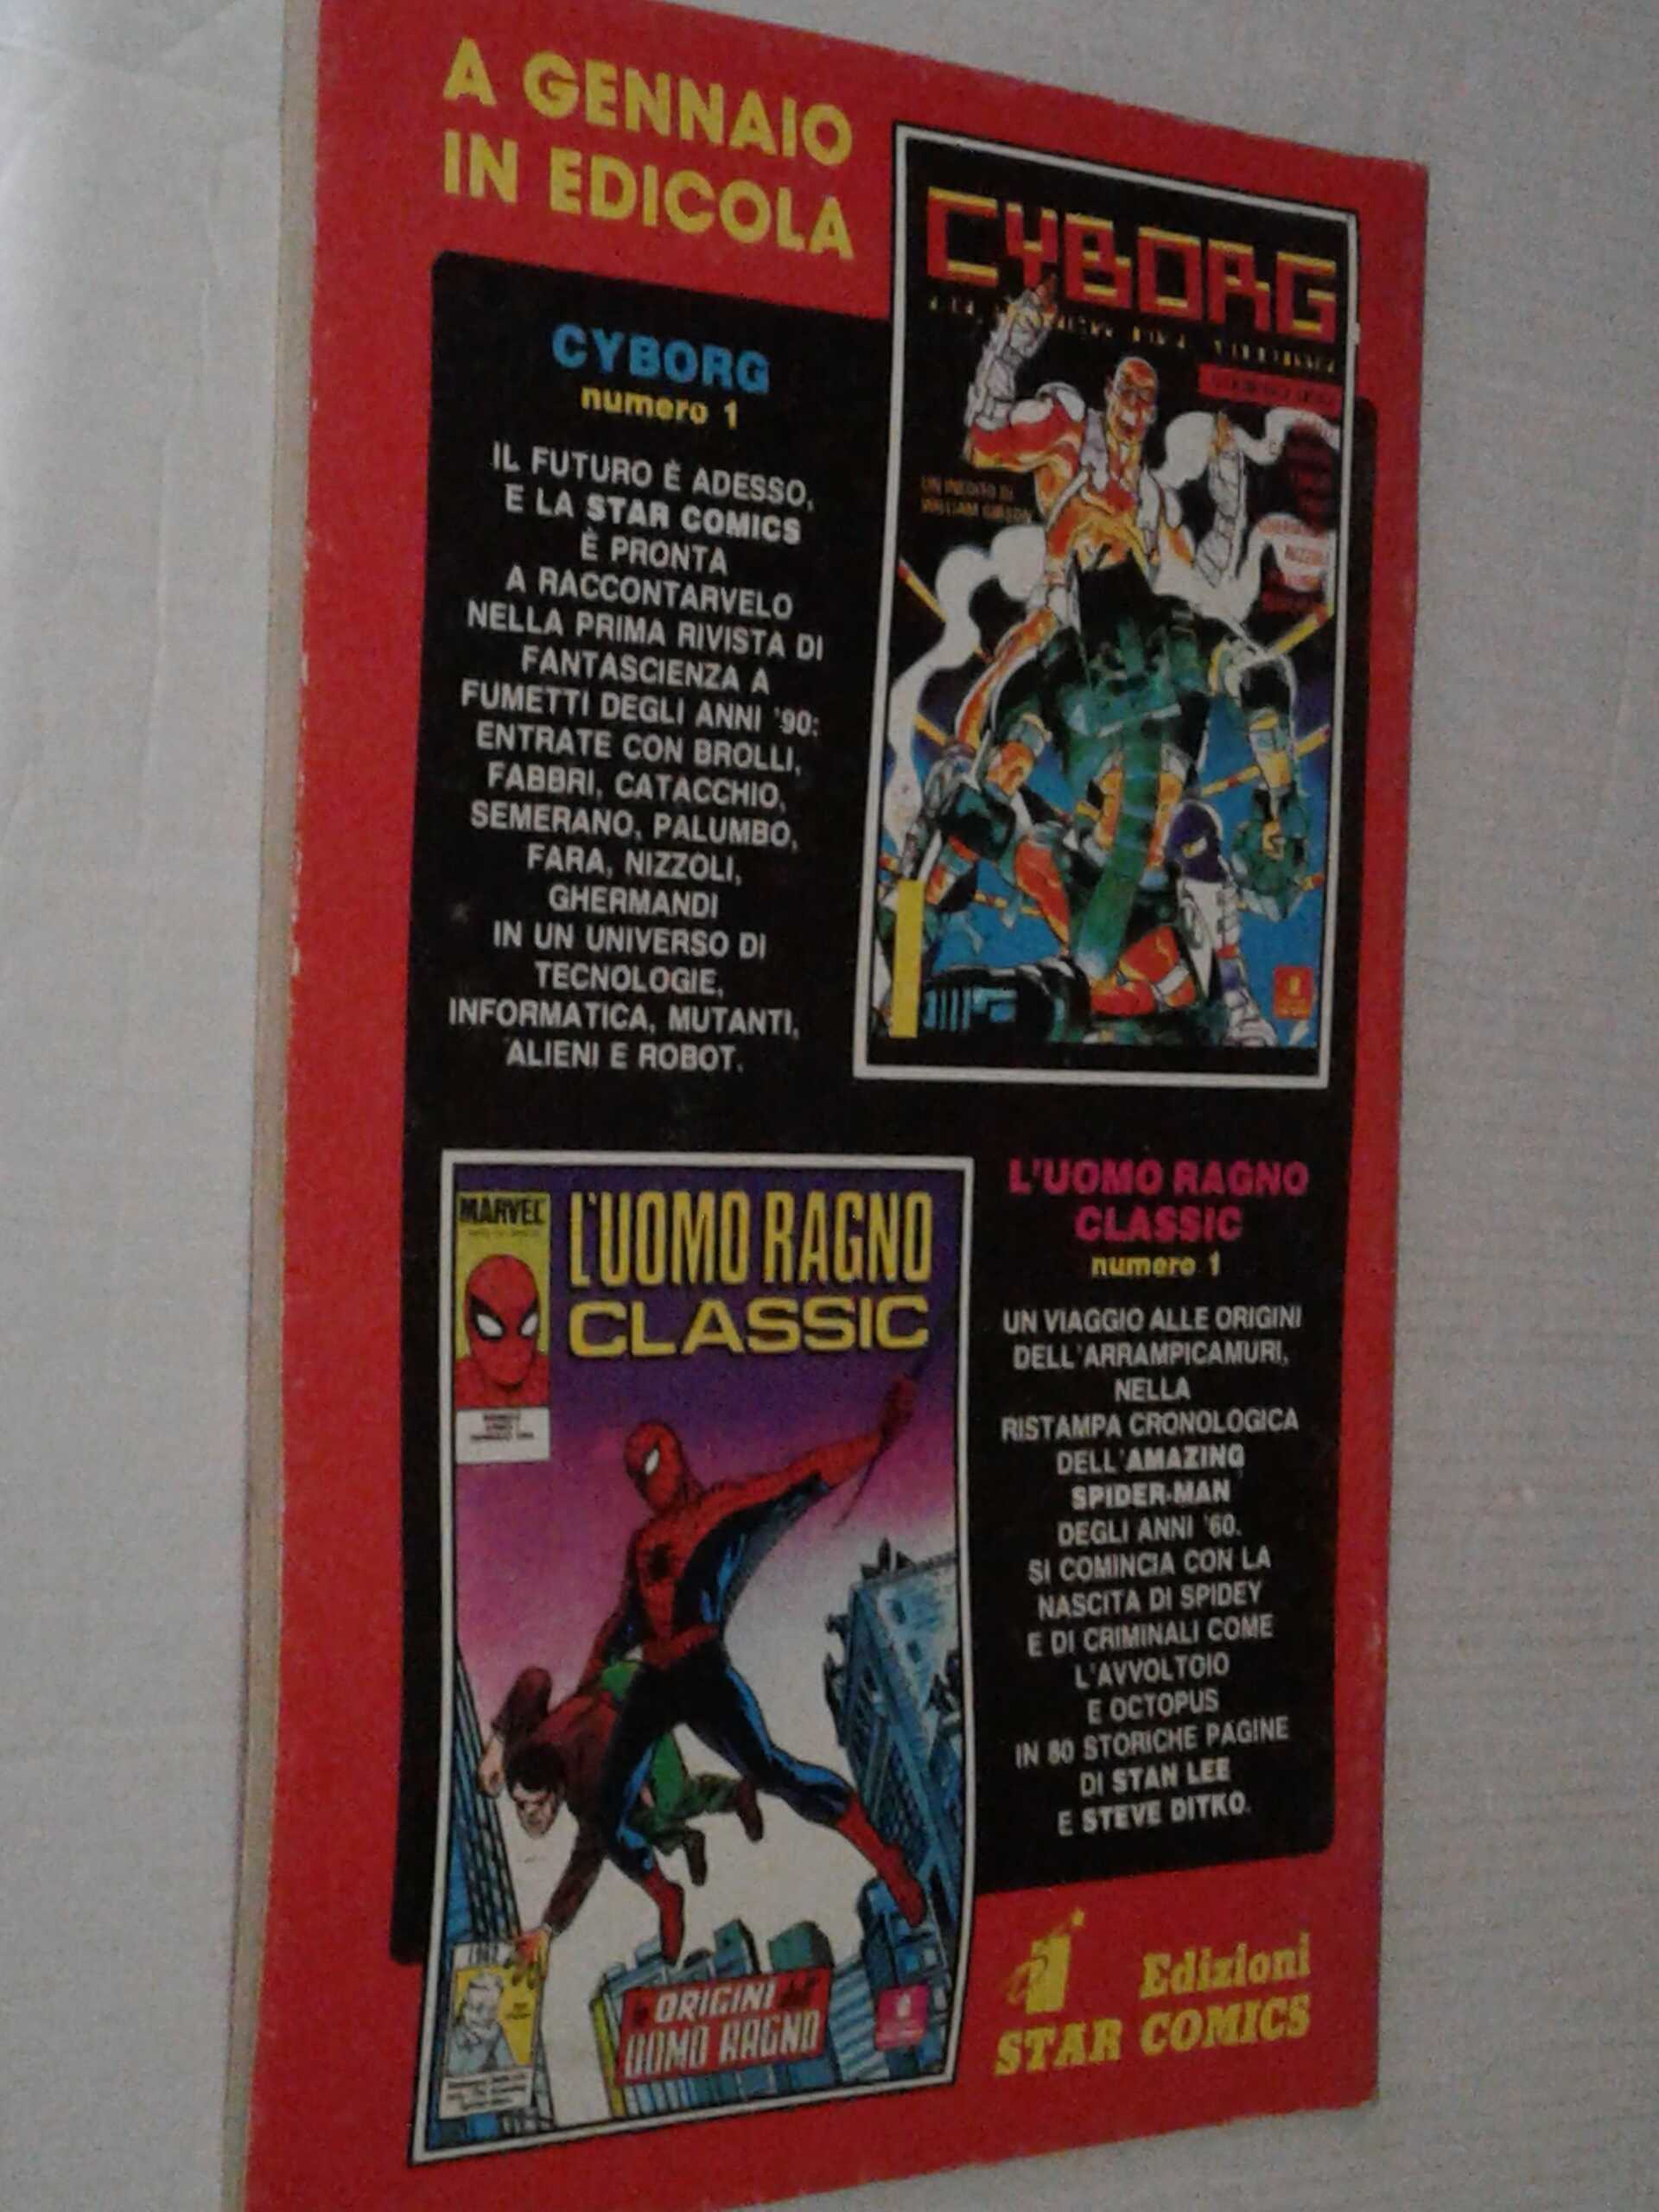 A GENNAIO
IN EDICOLA
CYBORG
CYBORG
numero 1
IL FUTURO È ADESSO,
E LA STAR COMICS
È PRONTA
A RACCONTARVELO
NELLA PRIMA RIVISTA DI
FANTASCIENZA A
FUMETTI DEGLI ANNI '90:
ENTRATE CON BROLLI,
FABBRI, CATACCHIO,
SEMERANO, PALUMBO,
FARA, NIZZOLI,
GHERMANDI
IN UN UNIVERSO DI
TECNOLOGIE,
INFORMATICA, MUTANTI,
ALIENI E ROBOT.
UN INEDITO DI
WILLIAM GIBSON
MARVEL
L'UOMO RAGNO
CLASSIC
ORIGINI
UOMO RAGNO
L'UOMO RAGNO
CLASSIC
numero 1
UN VIAGGIO ALLE ORIGINI
DELL'ARRAMPICAMURI,
NELLA
RISTAMPA CRONOLOGICA
DELL'AMAZING
SPIDER-MAN
DEGLI ANNI '60.
SI COMINCIA CON LA
NASCITA DI SPIDEY
E DI CRIMINALI COME
L'AVVOLTOIO
E OCTOPUS
IN 80 STORICHE PAGINE
DI STAN LEE
E STEVE DITKO.
Edizioni
STAR COMICS